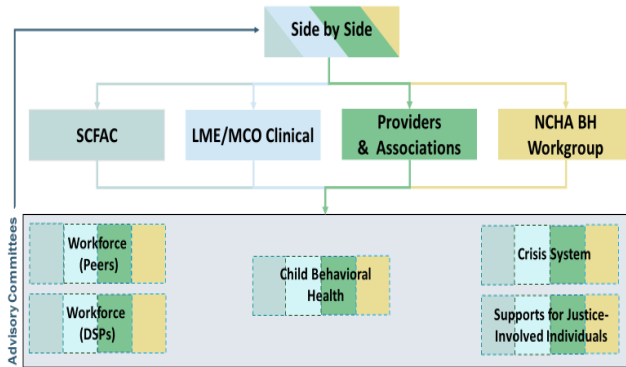 Side by Side
SCFAC
LME/MCO Clinical
Providers
& Associations
NCHA BH
Workgroup
Advisory Committees
Workforce
(Peers)
Workforce
(DSPs)
Child Behavioral
Health
Crisis System
Supports for Justice-
Involved Individuals